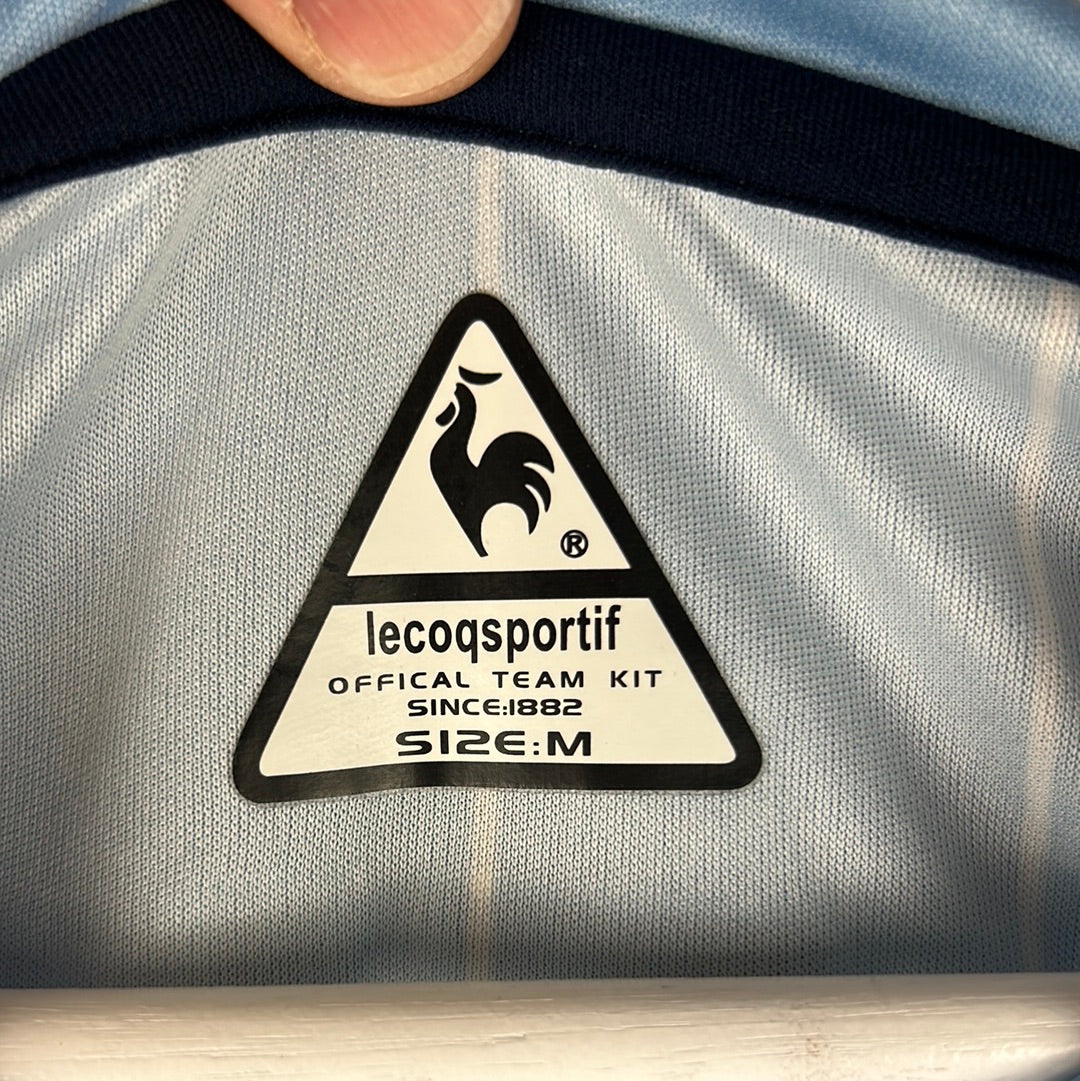 ®
lecoqsportif
OFFICAL TEAM KIT
SINCE:1882
SIZE:M